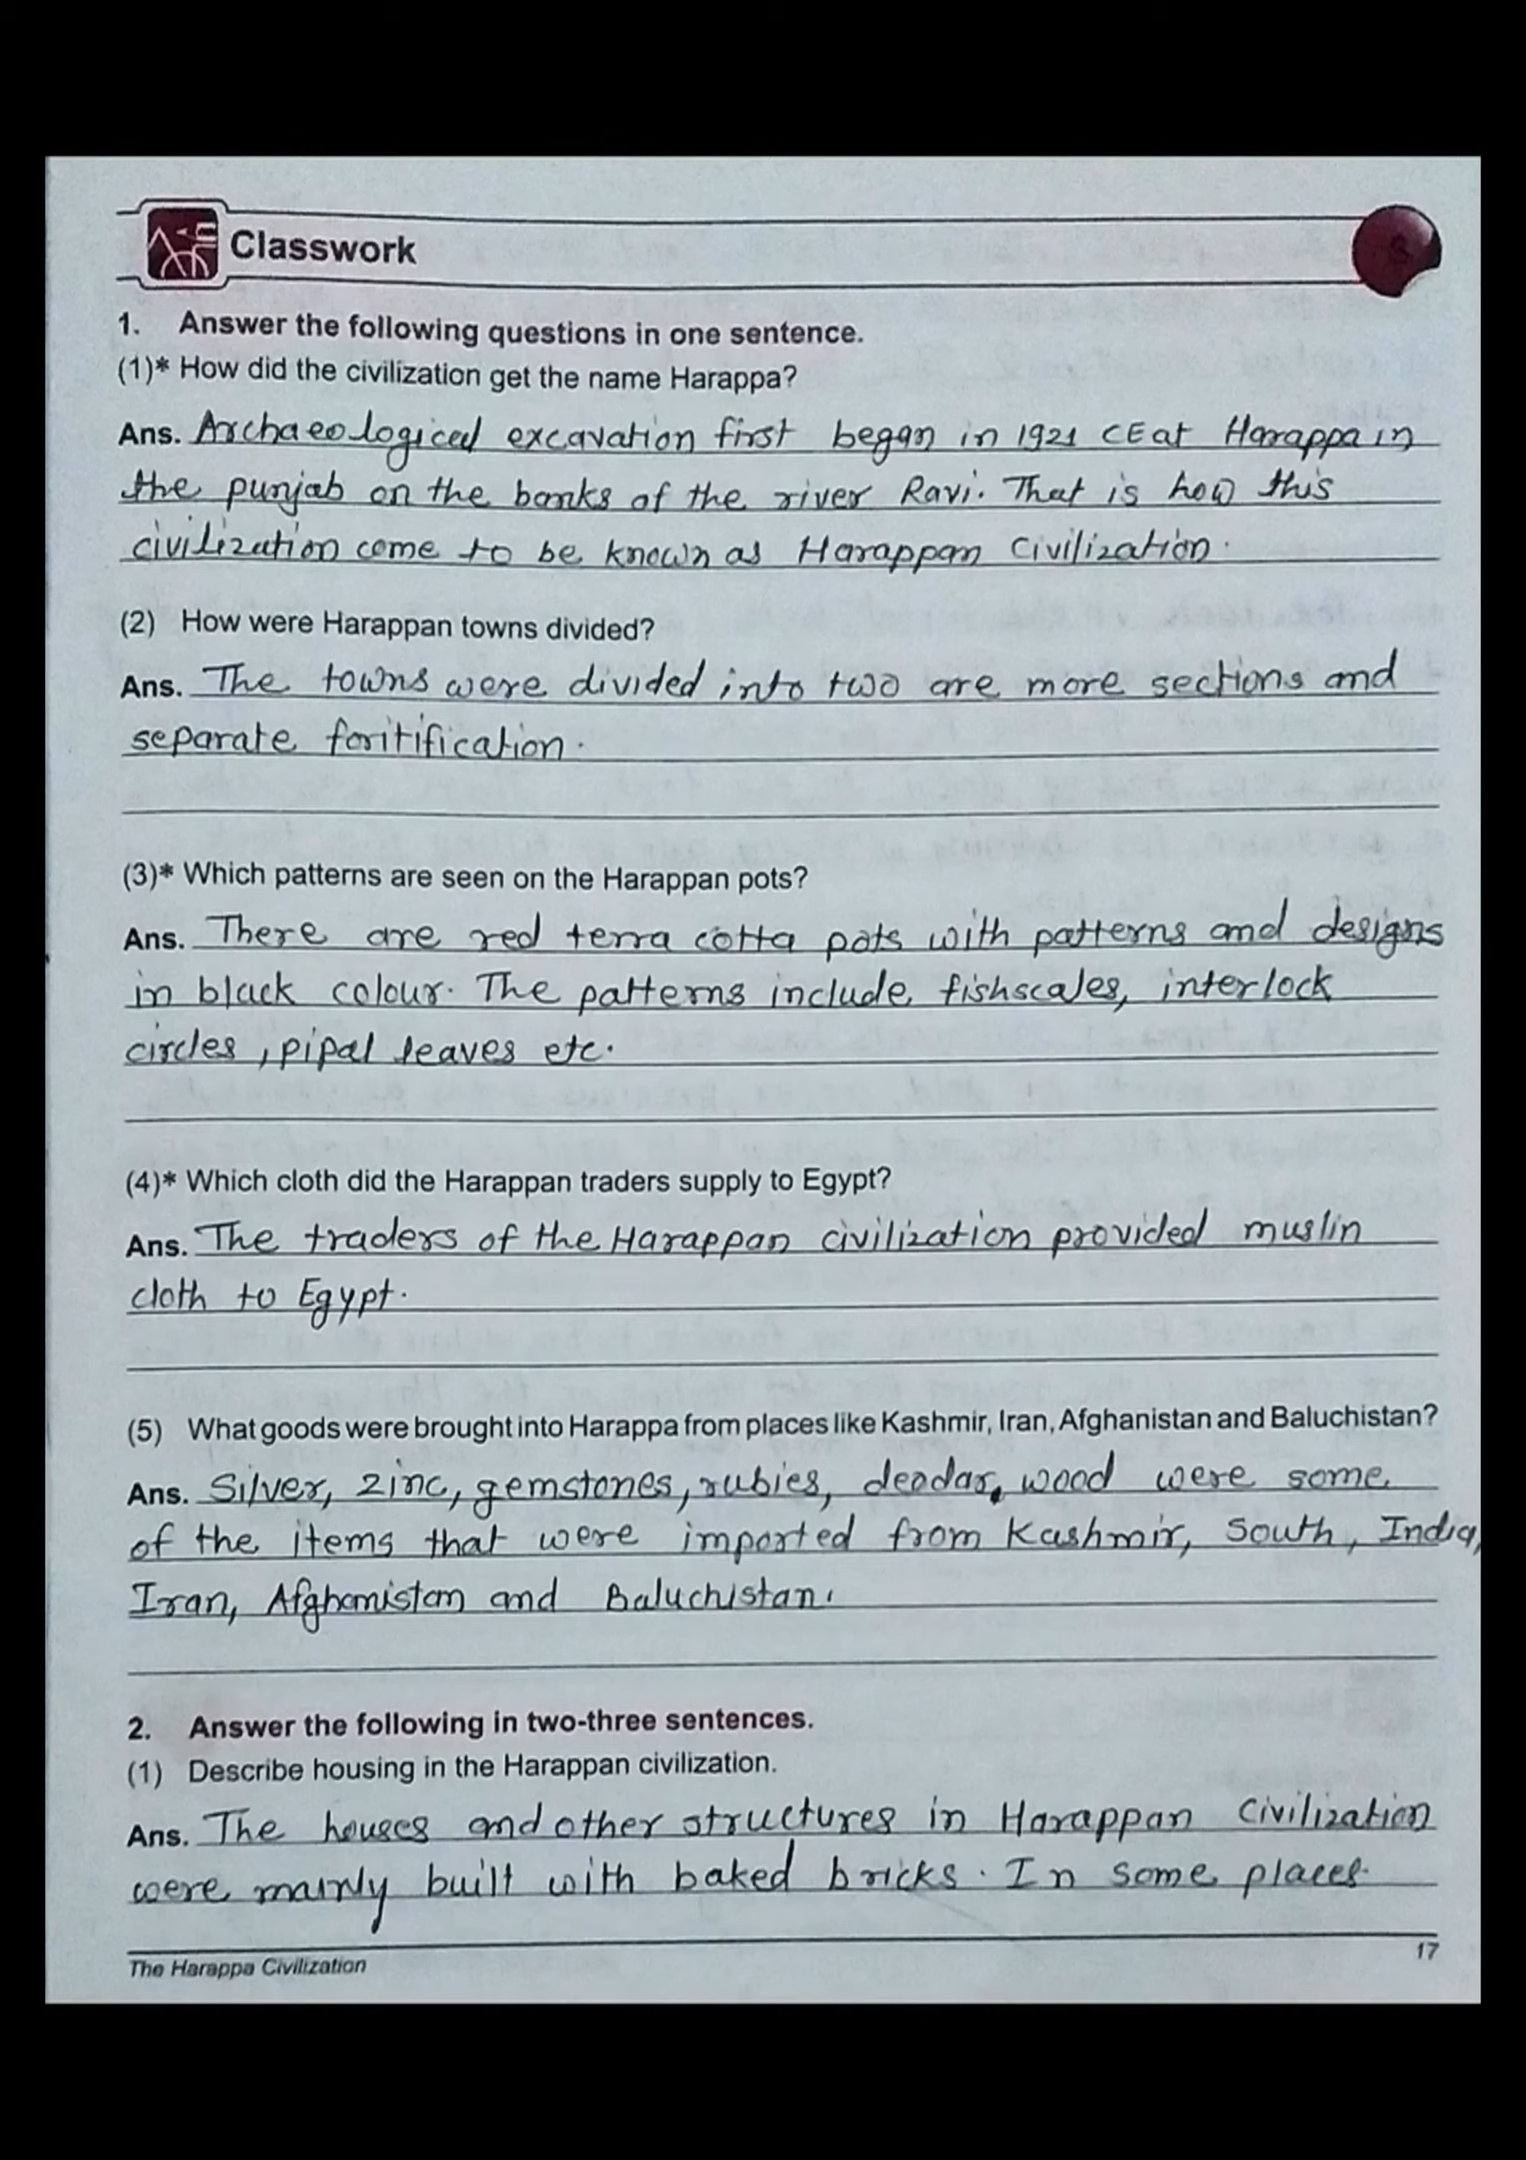 Classwork
1. Answer the following questions in one sentence.
(1)* How did the civilization get the name Harappa?
Ans. Archaeological excavation first began in 1921 CE at Harappa in
the punjab on the banks of the river Ravi. That is how this
civilization come to be known as Harappan Civilization.
(2) How were Harappan towns divided?
Ans. The towns were divided into two are more sections and
separate foritification.
(3)* Which patterns are seen on the Harappan pots?
Ans. There are red terra cotta pots with patterns and designs
in black colour. The patterns include fishscales, interlock
circles, pipal leaves etc.
(4)* Which cloth did the Harappan traders supply to Egypt?
Ans. The traders of the Harappan civilization provided muslin
cloth to Egypt.
(5) What goods were brought into Harappa from places like Kashmir, Iran, Afghanistan and Baluchistan?
Ans. Silver, zinc, gemstones, rubies, deodar, wood were some
of the items that were imported from Kashmir, South, India,
Iran, Afghanistan and Baluchistan.
2. Answer the following in two-three sentences.
(1) Describe housing in the Harappan civilization.
Ans. The houses and other structures in Harappan Civilization
were mainly built with baked bricks. In some places
The Harappa Civilization
17